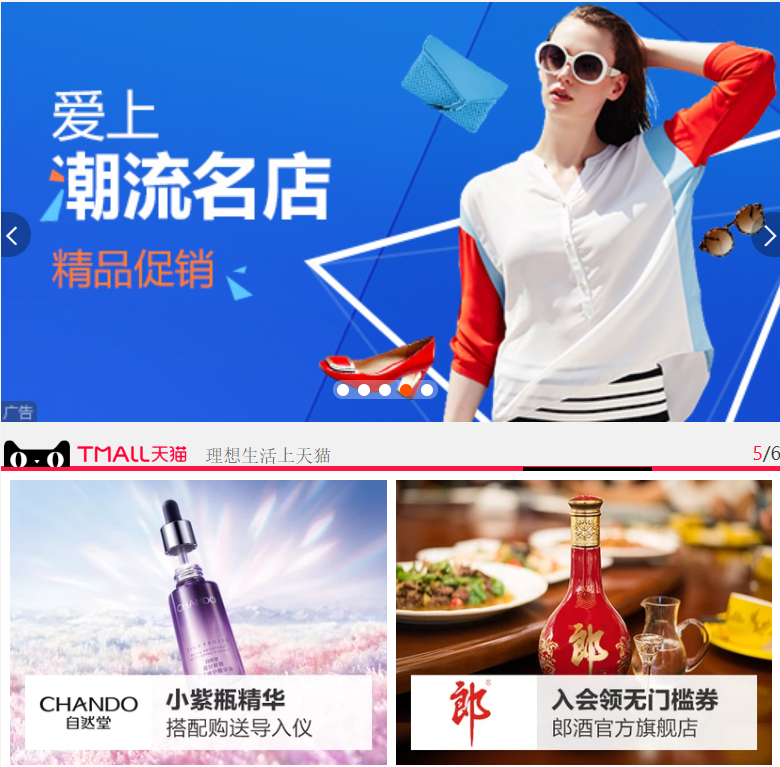 爱上
潮流名店
精品促销
广告
TMALL天猫 理想生活上天猫 5/6
CHANDO
CHANDO
自然堂
小紫瓶精华
搭配购送导入仪
郎
郎
入会领无门槛券
郎酒官方旗舰店